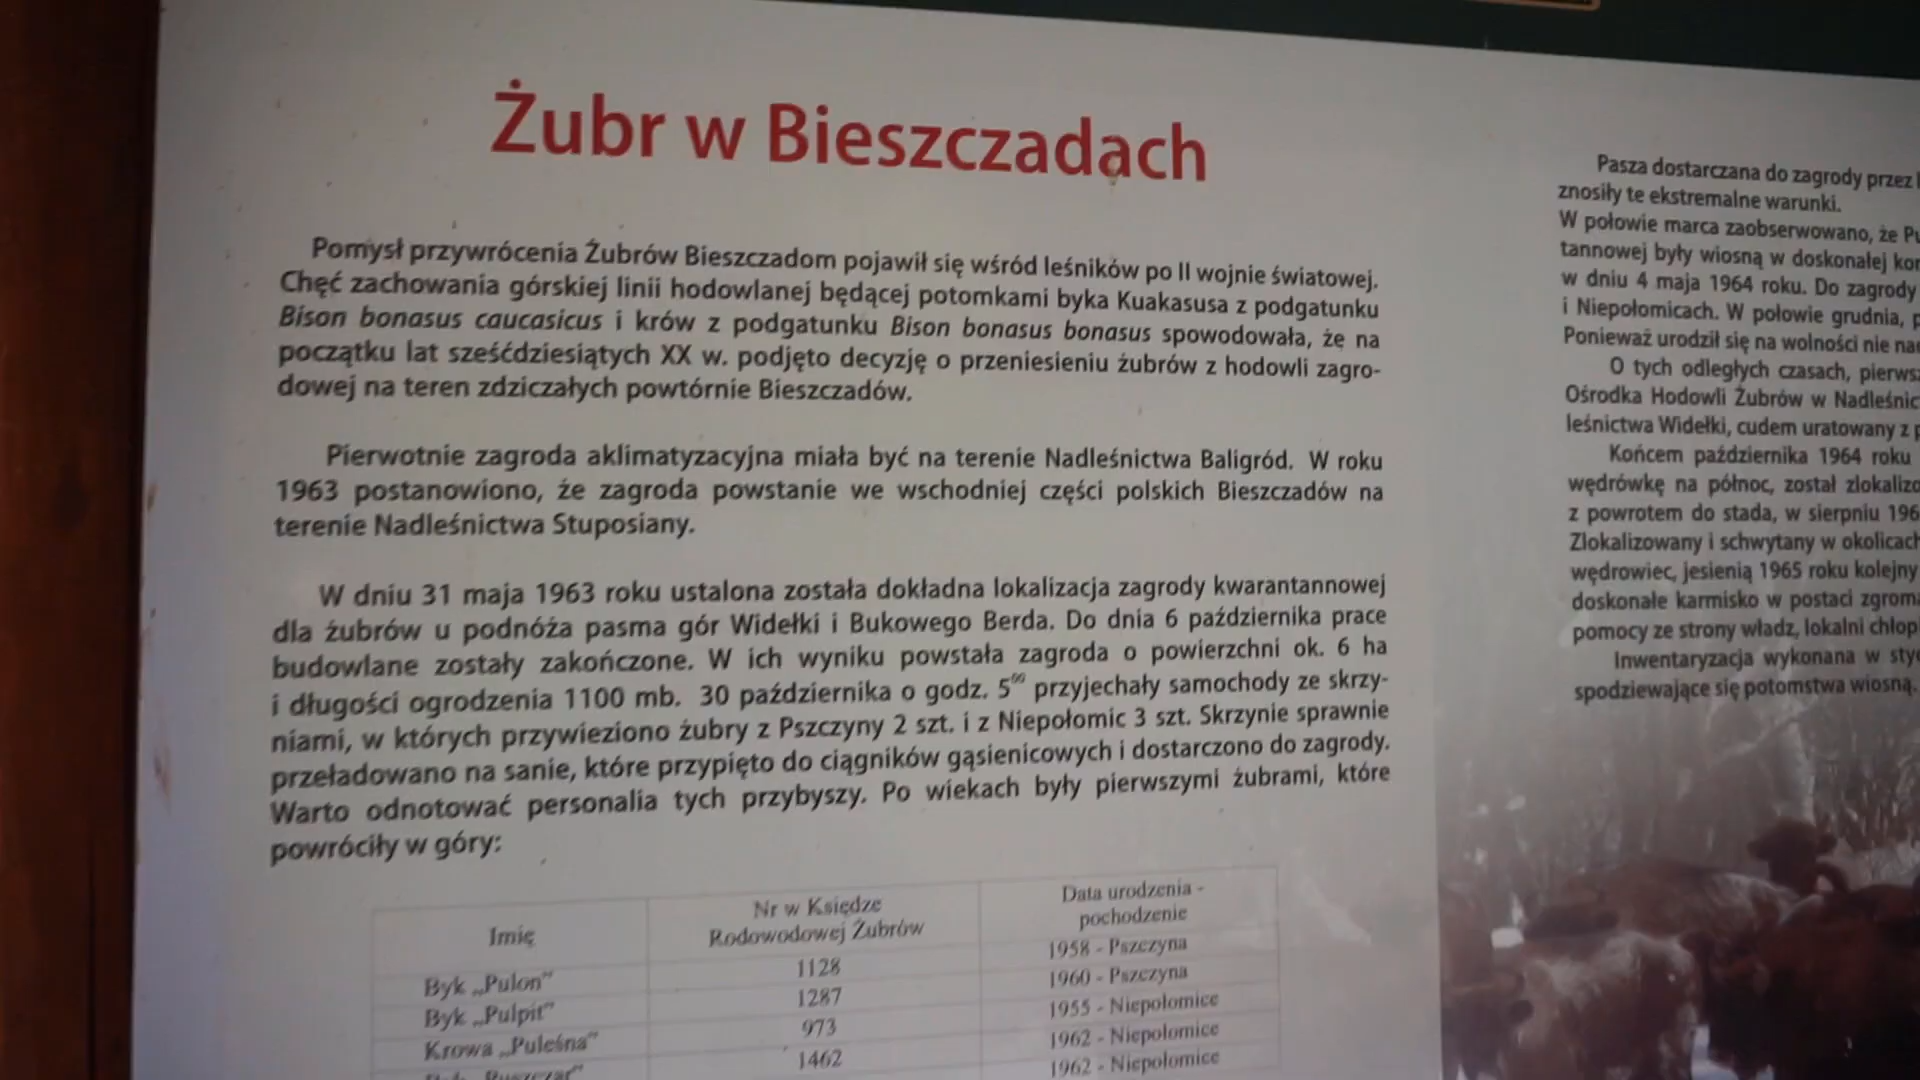 Żubr w Bieszczadach
Pomysł przywrócenia Żubrów Bieszczadom pojawił się wśród leśników po II wojnie światowej.
Chęć zachowania górskiej linii hodowlanej będącej potomkami byka Kuakasusa z podgatunku
Bison bonasus caucasicus i krów z podgatunku Bison bonasus bonasus spowodowała, że na
początku lat sześćdziesiątych XX w. podjęto decyzję o przeniesieniu żubrów z hodowli zagro-
dowej na teren zdziczałych powtórnie Bieszczadów.
Pierwotnie zagroda aklimatyzacyjna miała być na terenie Nadleśnictwa Baligród. W roku
1963 postanowiono, że zagroda powstanie we wschodniej części polskich Bieszczadów na
terenie Nadleśnictwa Stuposiany.
W dniu 31 maja 1963 roku ustalona została dokładna lokalizacja zagrody kwarantannowej
dla żubrów u podnóża pasma gór Widełki i Bukowego Berda. Do dnia 6 października prace
budowlane zostały zakończone. W ich wyniku powstała zagroda o powierzchni ok. 6 ha
i długości ogrodzenia 1100 mb. 30 października o godz. 5⁰⁰ przyjechały samochody ze skrzy-
niami, w których przywieziono żubry z Pszczyny 2 szt. i z Niepołomic 3 szt. Skrzynie sprawnie
przeładowano na sanie, które przypięto do ciągników gąsienicowych i dostarczono do zagrody.
Warto odnotować personalia tych przybyszy. Po wiekach były pierwszymi żubrami, które
powróciły w góry:
Imię Nr w Księdze Rodowodowej Żubrów Data urodzenia - pochodzenie
Byk „Pulon” 1128 1958 - Pszczyna
Byk „Pulpit” 1287 1960 - Pszczyna
Krowa „Puleśna” 973 1955 - Niepołomice
1462 1962 - Niepołomice
1962 - Niepołomice
Pasza dostarczana do zagrody przez
znosiły te ekstremalne warunki.
W połowie marca zaobserwowano, że
tannowej były wiosną w doskonałej
w dniu 4 maja 1964 roku. Do zagrody
i Niepołomicach. W połowie grudnia,
Ponieważ urodził się na wolności nie
O tych odległych czasach,
Ośrodka Hodowli Żubrów w
leśnictwa Widełki, cudem uratowany z
Końcem października 1964 roku
wędrówkę na północ, został
z powrotem do stada, w sierpniu
Zlokalizowany i schwytany w
wędrowiec, jesienią 1965 roku kolejny
doskonałe karmisko w postaci
pomocy ze strony władz, lokalni
Inwentaryzacja wykonana w
spodziewające się potomstwa wiosną.